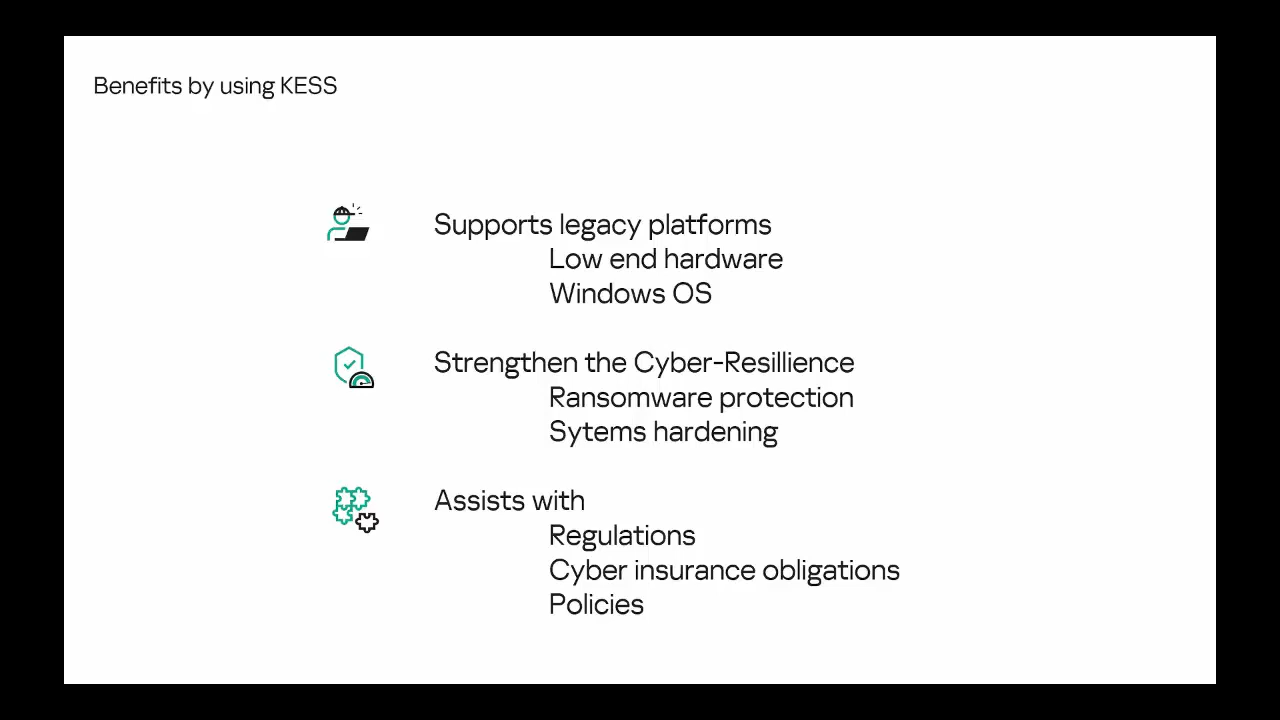 Benefits by using KESS
Supports legacy platforms
Low end hardware
Windows OS
Strengthen the Cyber-Resillience
Ransomware protection
Sytems hardening
Assists with
Regulations
Cyber insurance obligations
Policies